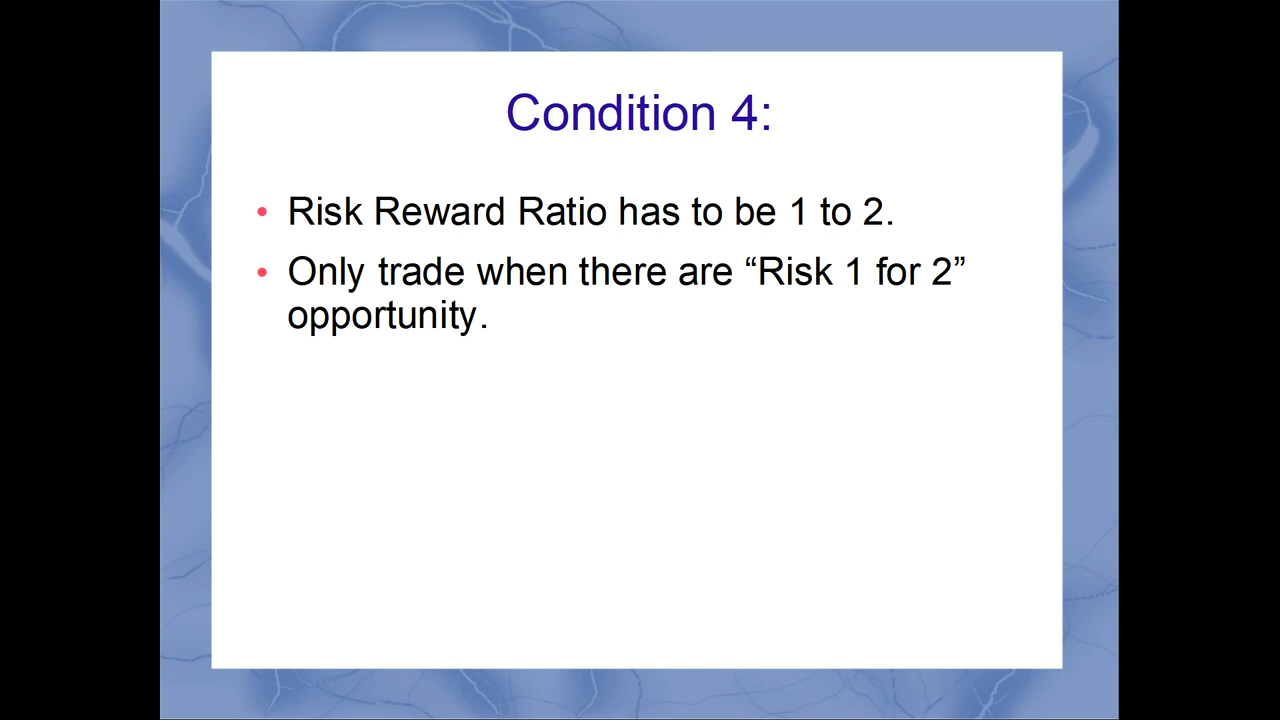 Condition 4:
• Risk Reward Ratio has to be 1 to 2.
• Only trade when there are “Risk 1 for 2”
opportunity.